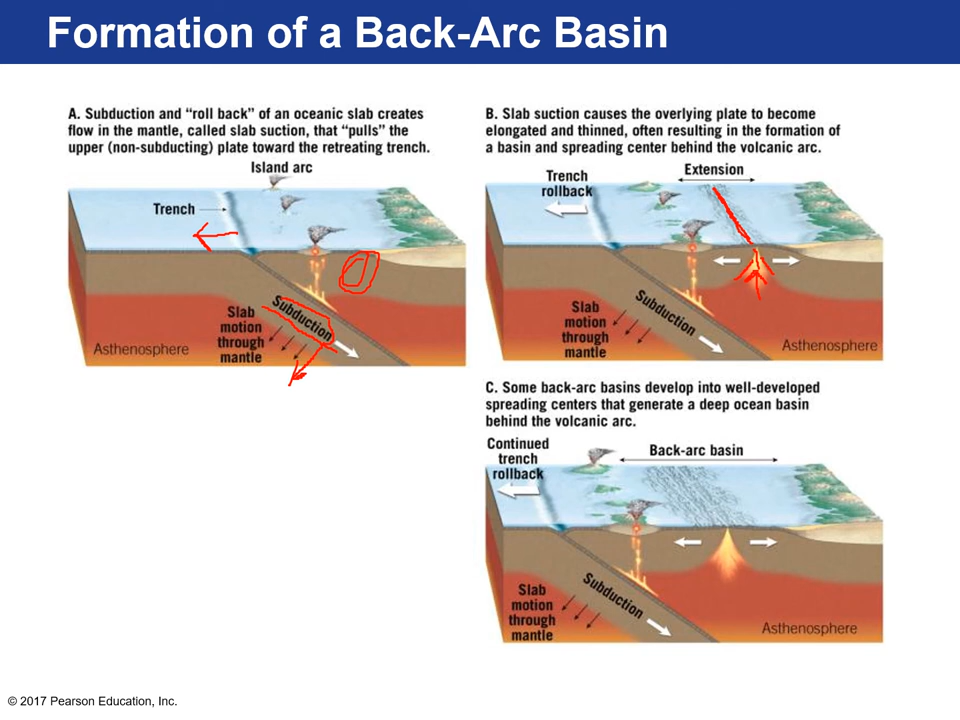 Formation of a Back-Arc Basin
A. Subduction and “roll back” of an oceanic slab creates
flow in the mantle, called slab suction, that “pulls” the
upper (non-subducting) plate toward the retreating trench.
Island arc
Trench
Subduction
Slab
motion
through
mantle
Asthenosphere
B. Slab suction causes the overlying plate to become
elongated and thinned, often resulting in the formation of
a basin and spreading center behind the volcanic arc.
Trench
rollback
Extension
Subduction
Slab
motion
through
mantle
Asthenosphere
C. Some back-arc basins develop into well-developed
spreading centers that generate a deep ocean basin
behind the volcanic arc.
Continued
trench
rollback
Back-arc basin
Subduction
Slab
motion
through
mantle
Asthenosphere
© 2017 Pearson Education, Inc.